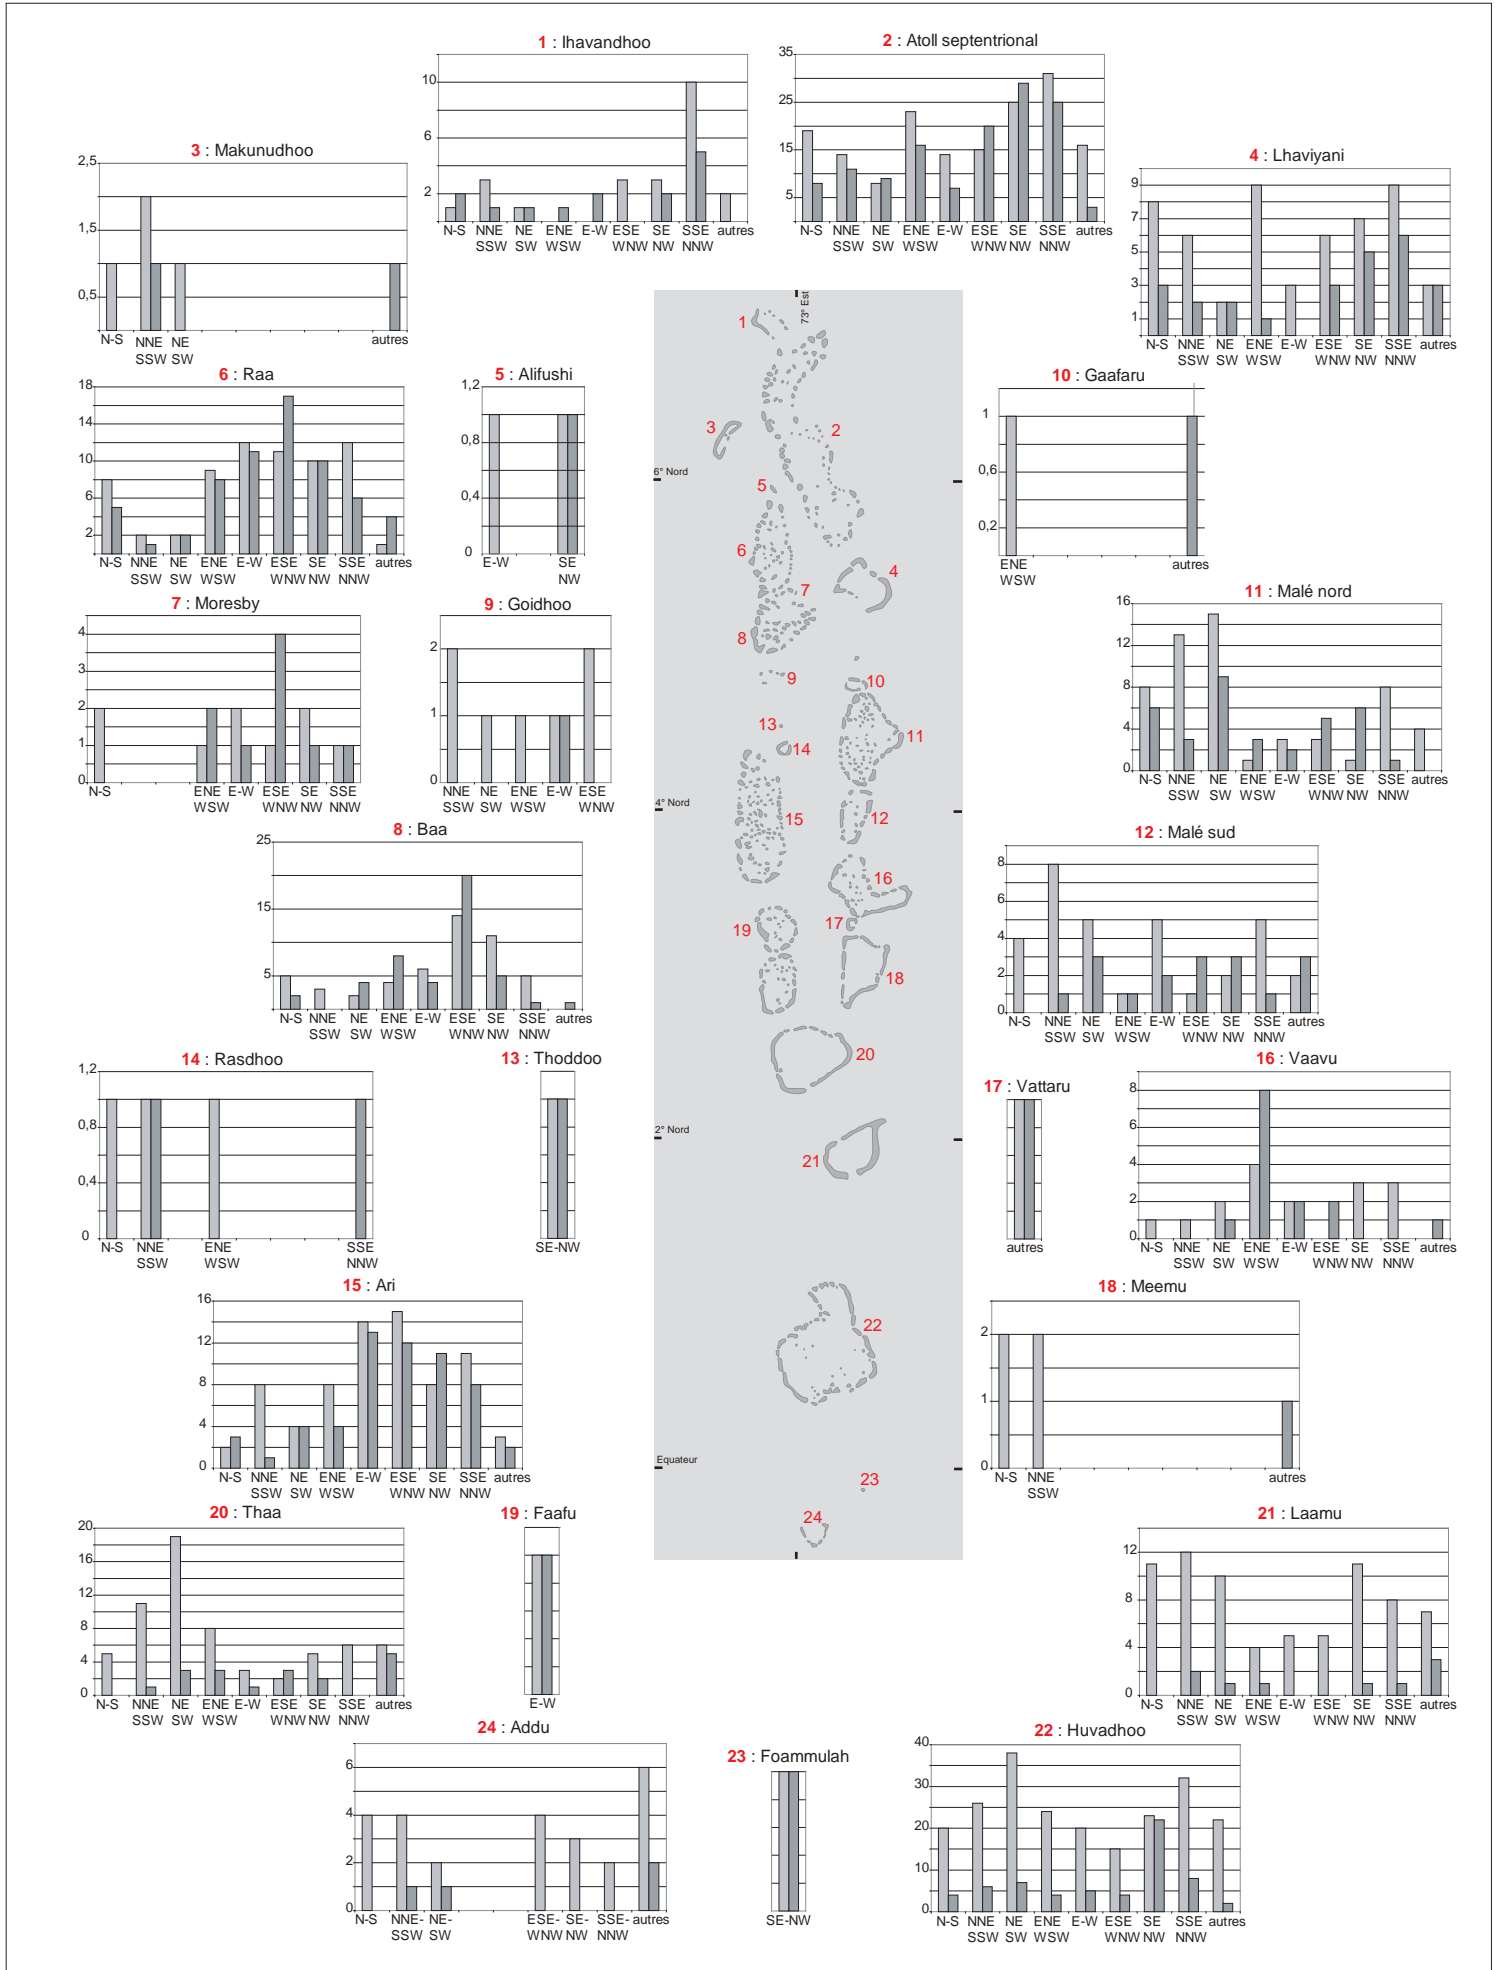 1 : Ihavandhoo
10
6
2
N-S
NNE
SSW
NE
SW
ENE
WSW
E-W
ESE
WNW
SE
NW
SSE
NNW
autres
2 : Atoll septentrional
35
25
15
5
N-S
NNE
SSW
NE
SW
ENE
WSW
E-W
ESE
WNW
SE
NW
SSE
NNW
autres
3 : Makunudhoo
2,5
1,5
1
0,5
N-S
NNE
SSW
NE
SW
autres
4 : Lhaviyani
9
7
5
3
1
N-S
NNE
SSW
NE
SW
ENE
WSW
E-W
ESE
WNW
SE
NW
SSE
NNW
autres
6 : Raa
18
14
10
6
2
N-S
NNE
SSW
NE
SW
ENE
WSW
E-W
ESE
WNW
SE
NW
SSE
NNW
autres
5 : Alifushi
1,2
0,8
0,4
0
E-W
SE
NW
10 : Gaafaru
1
0,6
0,2
ENE
WSW
autres
7 : Moresby
4
3
2
1
0
N-S
ENE
WSW
E-W
ESE
WNW
SE
NW
SSE
NNW
9 : Goidhoo
2
1
0
NNE
SSW
NE
SW
ENE
WSW
E-W
ESE
WNW
11 : Malé nord
16
12
8
4
0
N-S
NNE
SSW
NE
SW
ENE
WSW
E-W
ESE
WNW
SE
NW
SSE
NNW
autres
8 : Baa
25
15
5
N-S
NNE
SSW
NE
SW
ENE
WSW
E-W
ESE
WNW
SE
NW
SSE
NNW
autres
12 : Malé sud
8
6
4
2
0
N-S
NNE
SSW
NE
SW
ENE
WSW
E-W
ESE
WNW
SE
NW
SSE
NNW
autres
14 : Rasdhoo
1,2
0,8
0,4
0
N-S
NNE
SSW
ENE
WSW
SSE
NNW
13 : Thoddoo
SE-NW
17 : Vattaru
autres
16 : Vaavu
8
6
4
2
0
N-S
NNE
SSW
NE
SW
ENE
WSW
E-W
ESE
WNW
SE
NW
SSE
NNW
autres
15 : Ari
16
12
8
4
0
N-S
NNE
SSW
NE
SW
ENE
WSW
E-W
ESE
WNW
SE
NW
SSE
NNW
autres
18 : Meemu
2
1
0
N-S
NNE
SSW
autres
20 : Thaa
20
16
12
8
4
0
N-S
NNE
SSW
NE
SW
ENE
WSW
E-W
ESE
WNW
SE
NW
SSE
NNW
autres
19 : Faafu
E-W
21 : Laamu
12
8
4
0
N-S
NNE
SSW
NE
SW
ENE
WSW
E-W
ESE
WNW
SE
NW
SSE
NNW
autres
24 : Addu
6
4
2
0
N-S
NNE-
SSW
NE-
SW
ESE-
WNW
SE-
NW
SSE-
NNW
autres
23 : Foammulah
SE-NW
22 : Huvadhoo
40
30
20
10
0
N-S
NNE
SSW
NE
SW
ENE
WSW
E-W
ESE
WNW
SE
NW
SSE
NNW
autres
73° Est
1
3
2
6° Nord
5
6
4
7
8
9
10
13
14
11
4° Nord
15
12
16
17
19
18
20
2° Nord
21
22
Equateur
23
24